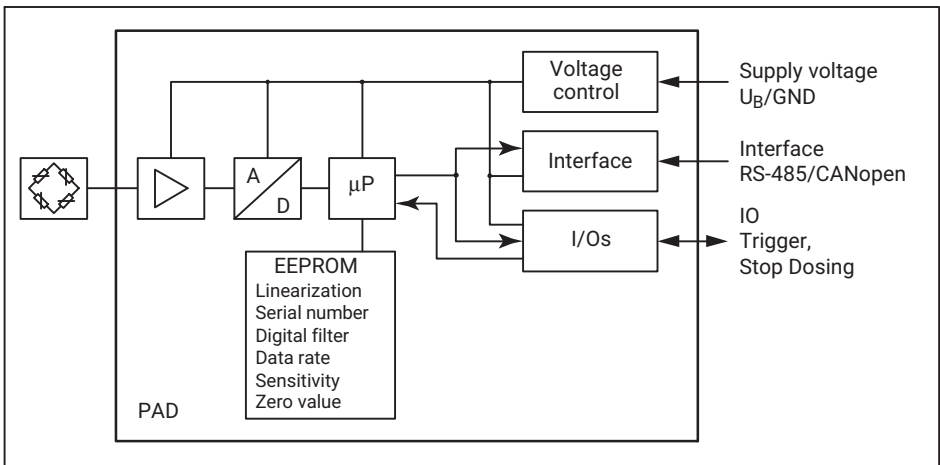 Voltage
control
Supply voltage
UB/GND
Interface
Interface
RS-485/CANopen
A
D
µP
I/Os
IO
Trigger,
Stop Dosing
EEPROM
Linearization
Serial number
Digital filter
Data rate
Sensitivity
Zero value
PAD